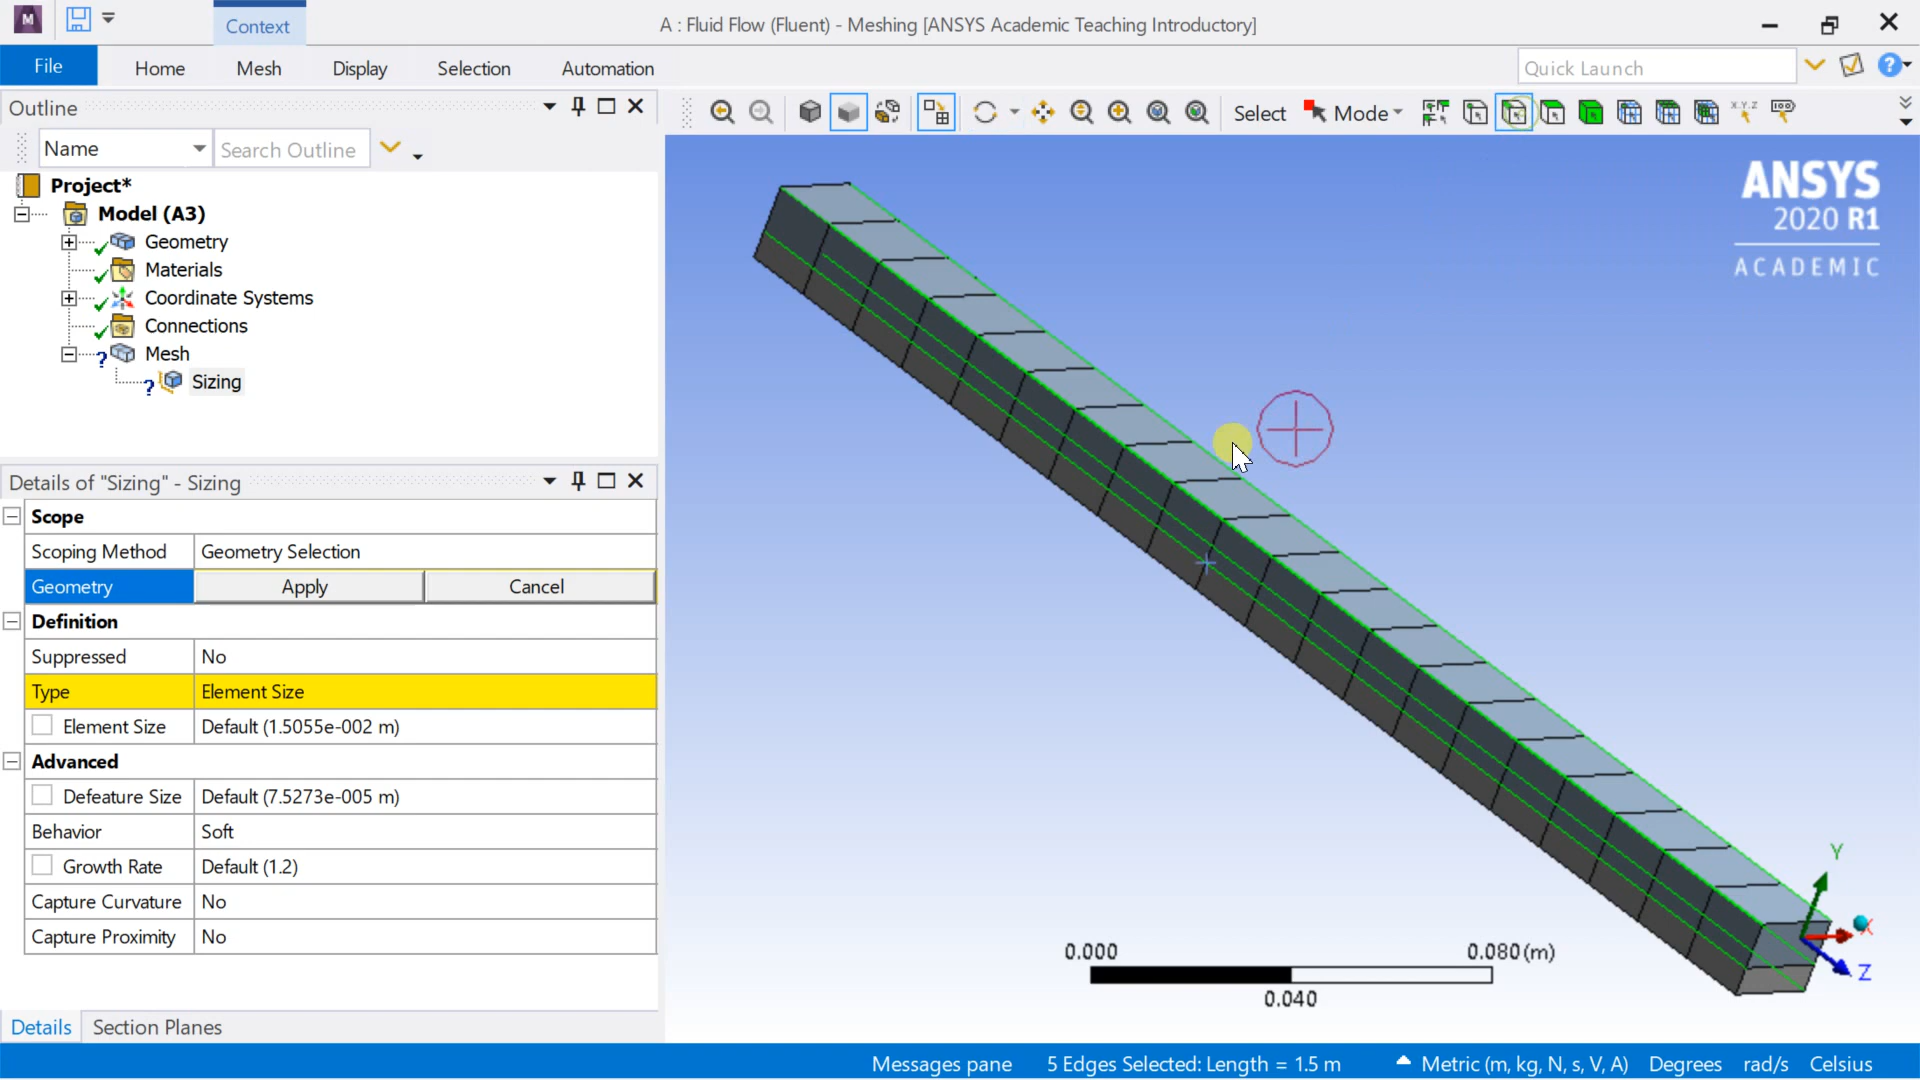 M
Context
A : Fluid Flow (Fluent) - Meshing [ANSYS Academic Teaching Introductory]
File
Home
Mesh
Display
Selection
Automation
Quick Launch
?
Outline
Select
Mode
X.Y.Z
Name
Search Outline
Project*
Model (A3)
Geometry
Materials
Coordinate Systems
Connections
Mesh
Sizing
ANSYS
2020 R1
ACADEMIC
Details of "Sizing" - Sizing
Scope
Scoping Method
Geometry Selection
Geometry
Apply
Cancel
Definition
Suppressed
No
Type
Element Size
Element Size
Default (1.5055e-002 m)
Advanced
Defeature Size
Default (7.5273e-005 m)
Behavior
Soft
Growth Rate
Default (1.2)
Capture Curvature
No
Capture Proximity
No
Y
X
Z
0.000
0.080 (m)
0.040
Details
Section Planes
Messages pane
5 Edges Selected: Length = 1.5 m
Metric (m, kg, N, s, V, A)
Degrees
rad/s
Celsius